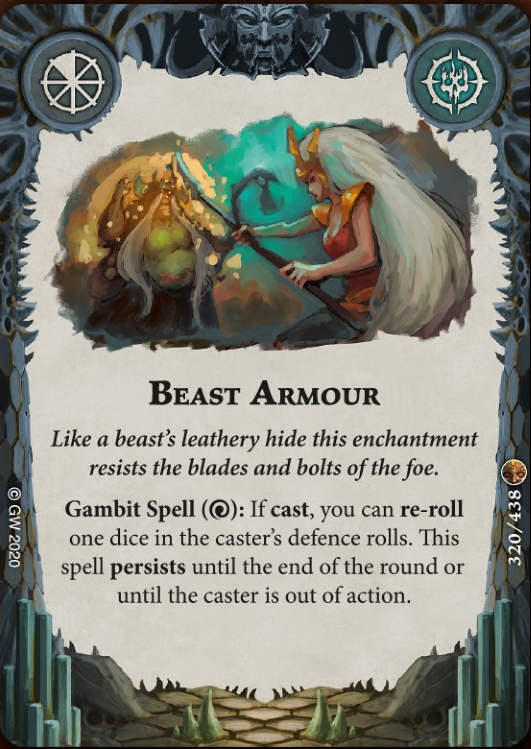 Beast Armour
Like a beast's leathery hide this enchantment
resists the blades and bolts of the foe.
Gambit Spell (): If cast, you can re-roll
one dice in the caster's defence rolls. This
spell persists until the end of the round or
until the caster is out of action.
© GW 2020
320/438